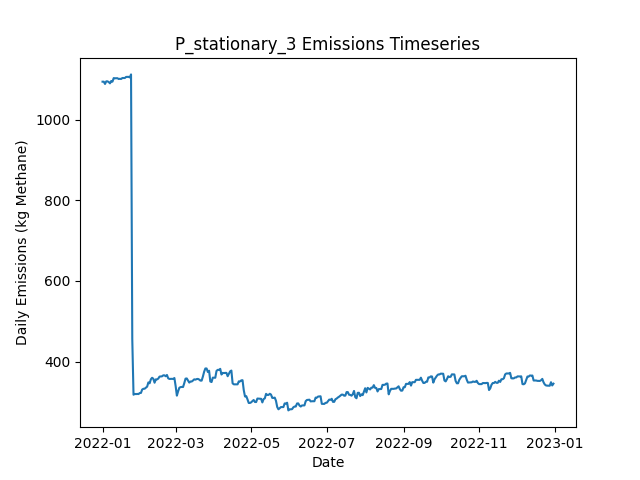 P_stationary_3 Emissions Timeseries
Daily Emissions (kg Methane)
1000
800
600
400
2022-01 2022-03 2022-05 2022-07 2022-09 2022-11 2023-01
Date